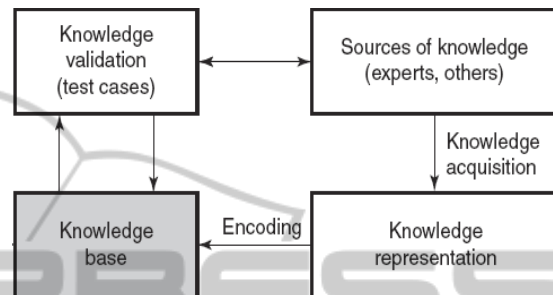 Knowledge
validation
(test cases)
Sources of knowledge
(experts, others)
Knowledge
acquisition
Knowledge
base
Encoding
Knowledge
representation